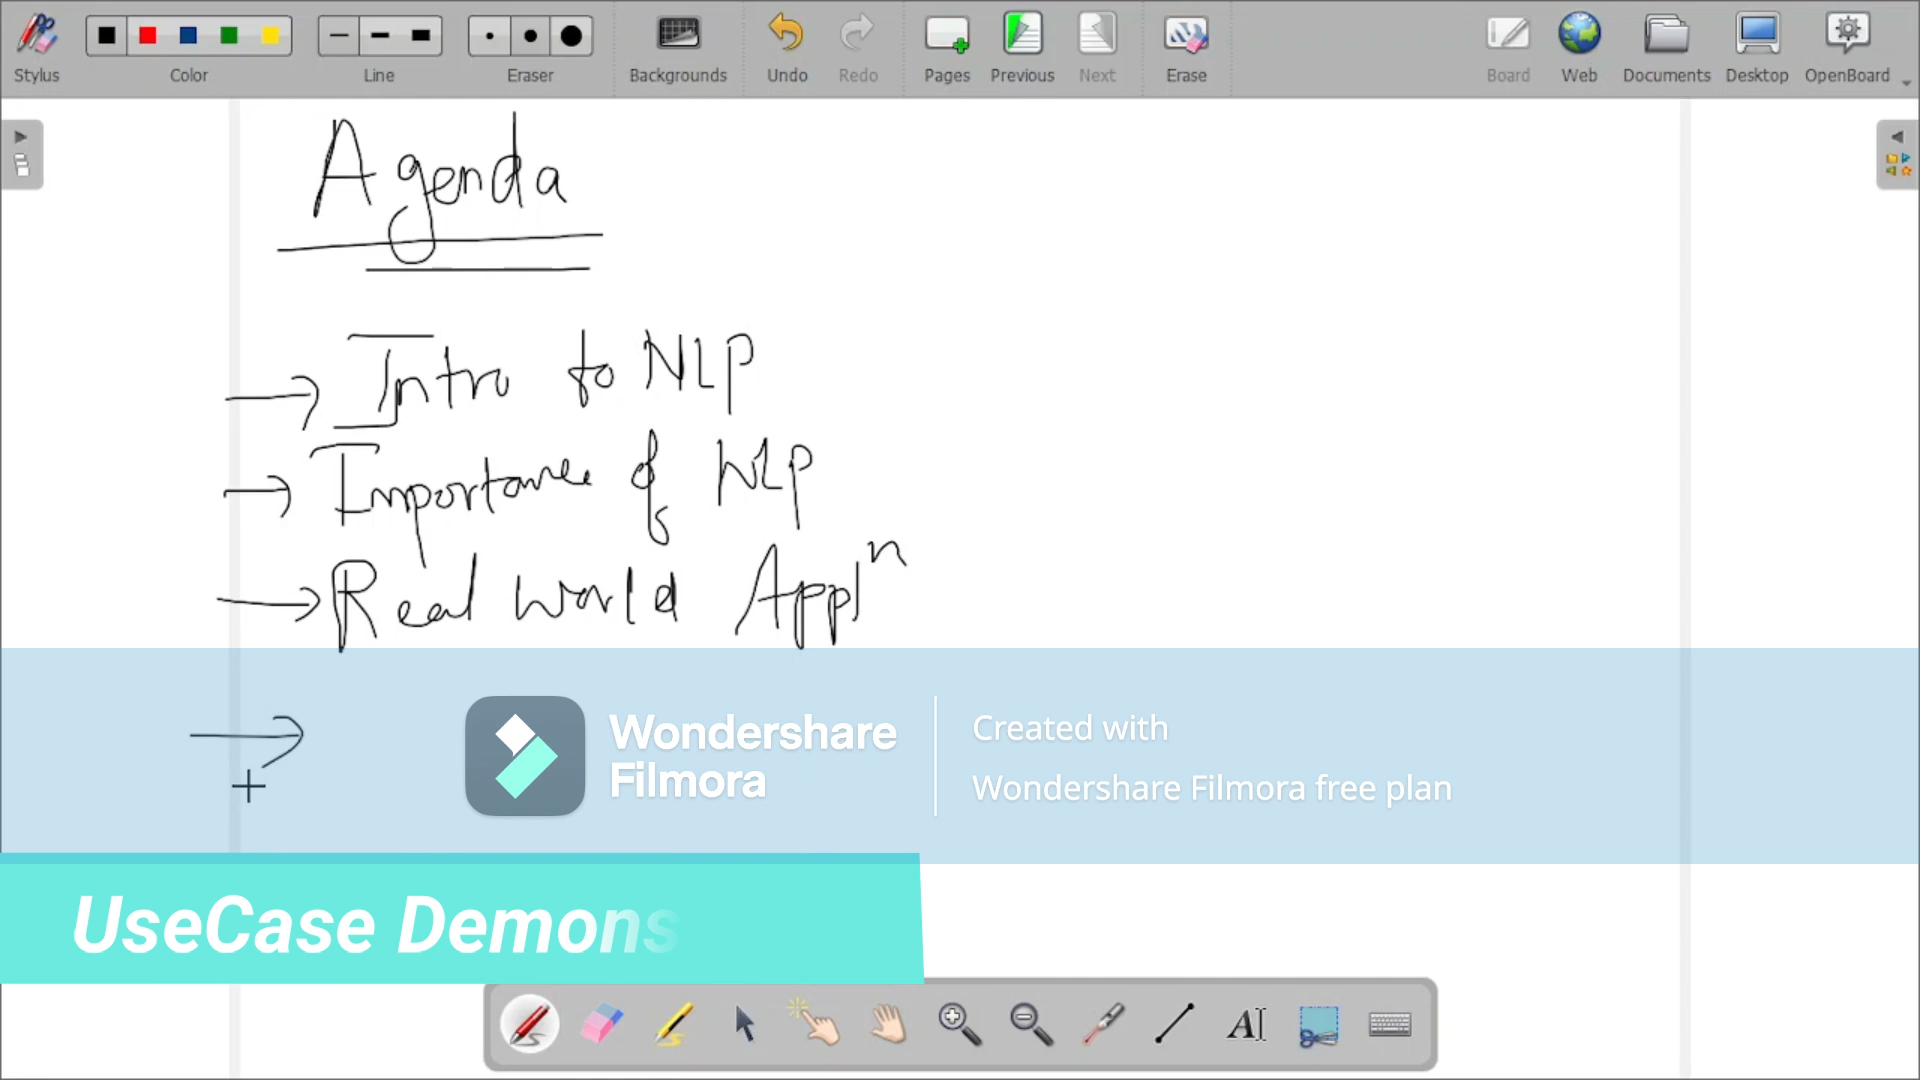 Stylus
Color
Line
Eraser
Backgrounds
Undo
Redo
Pages
Previous
Next
Erase
Board
Web
Documents
Desktop
OpenBoard
Agenda
→ Intro to NLP
→ Importance of NLP
→ Real World Applⁿ
→
Wondershare
Filmora
Created with
Wondershare Filmora free plan
UseCase Demons
AI